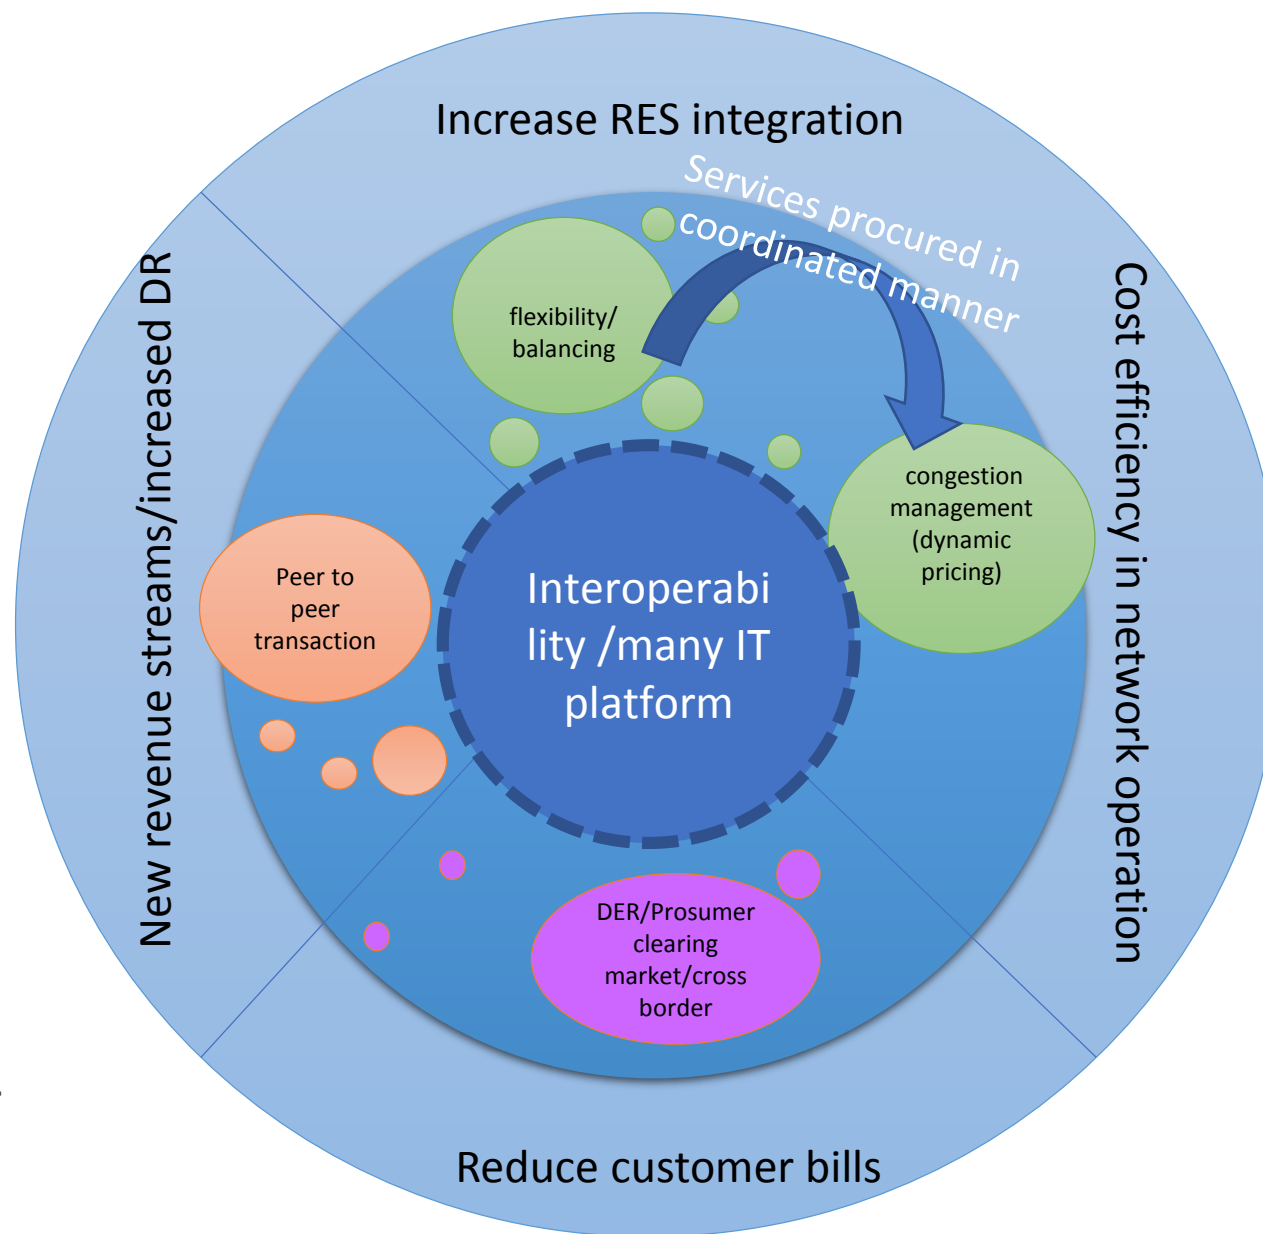 Increase RES integration
Services procured in
coordinated manner
flexibility/
balancing
congestion
management
(dynamic
pricing)
Cost efficiency in network operation
New revenue streams/increased DR
Peer to
peer
transaction
Interoperabi
lity /many IT
platform
DER/Prosumer
clearing
market/cross
border
Reduce customer bills